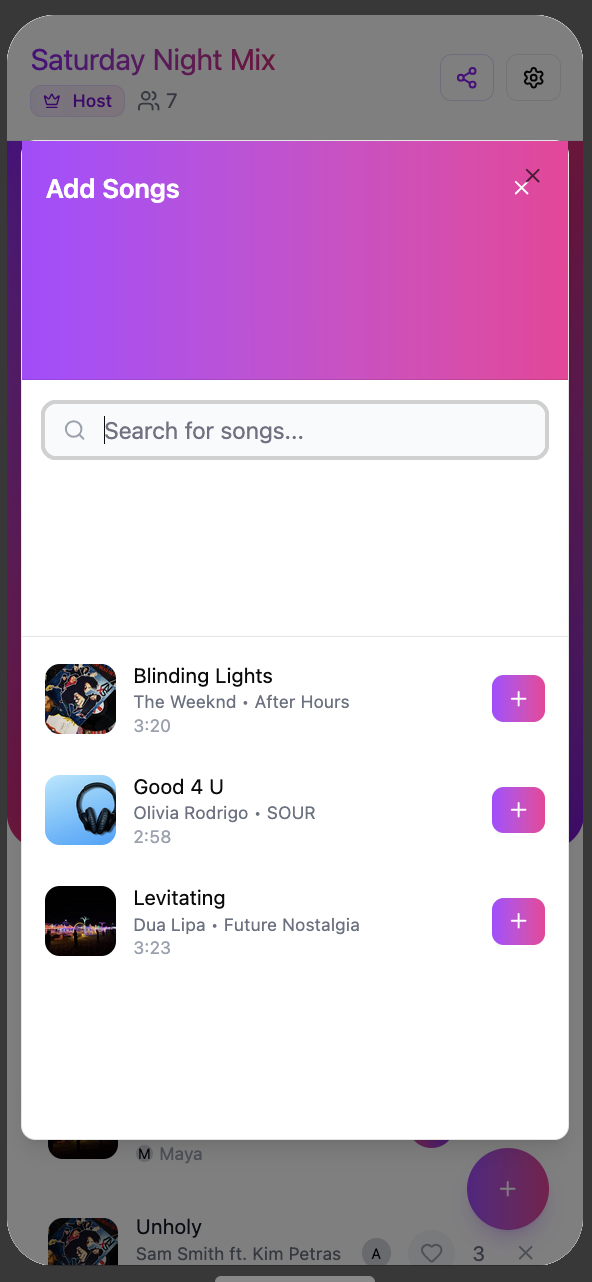 Saturday Night Mix
Host 7
Add Songs
Search for songs...
Blinding Lights
The Weeknd • After Hours
3:20
Good 4 U
Olivia Rodrigo • SOUR
2:58
Levitating
Dua Lipa • Future Nostalgia
3:23
M Maya
Unholy
Sam Smith ft. Kim Petras A 3